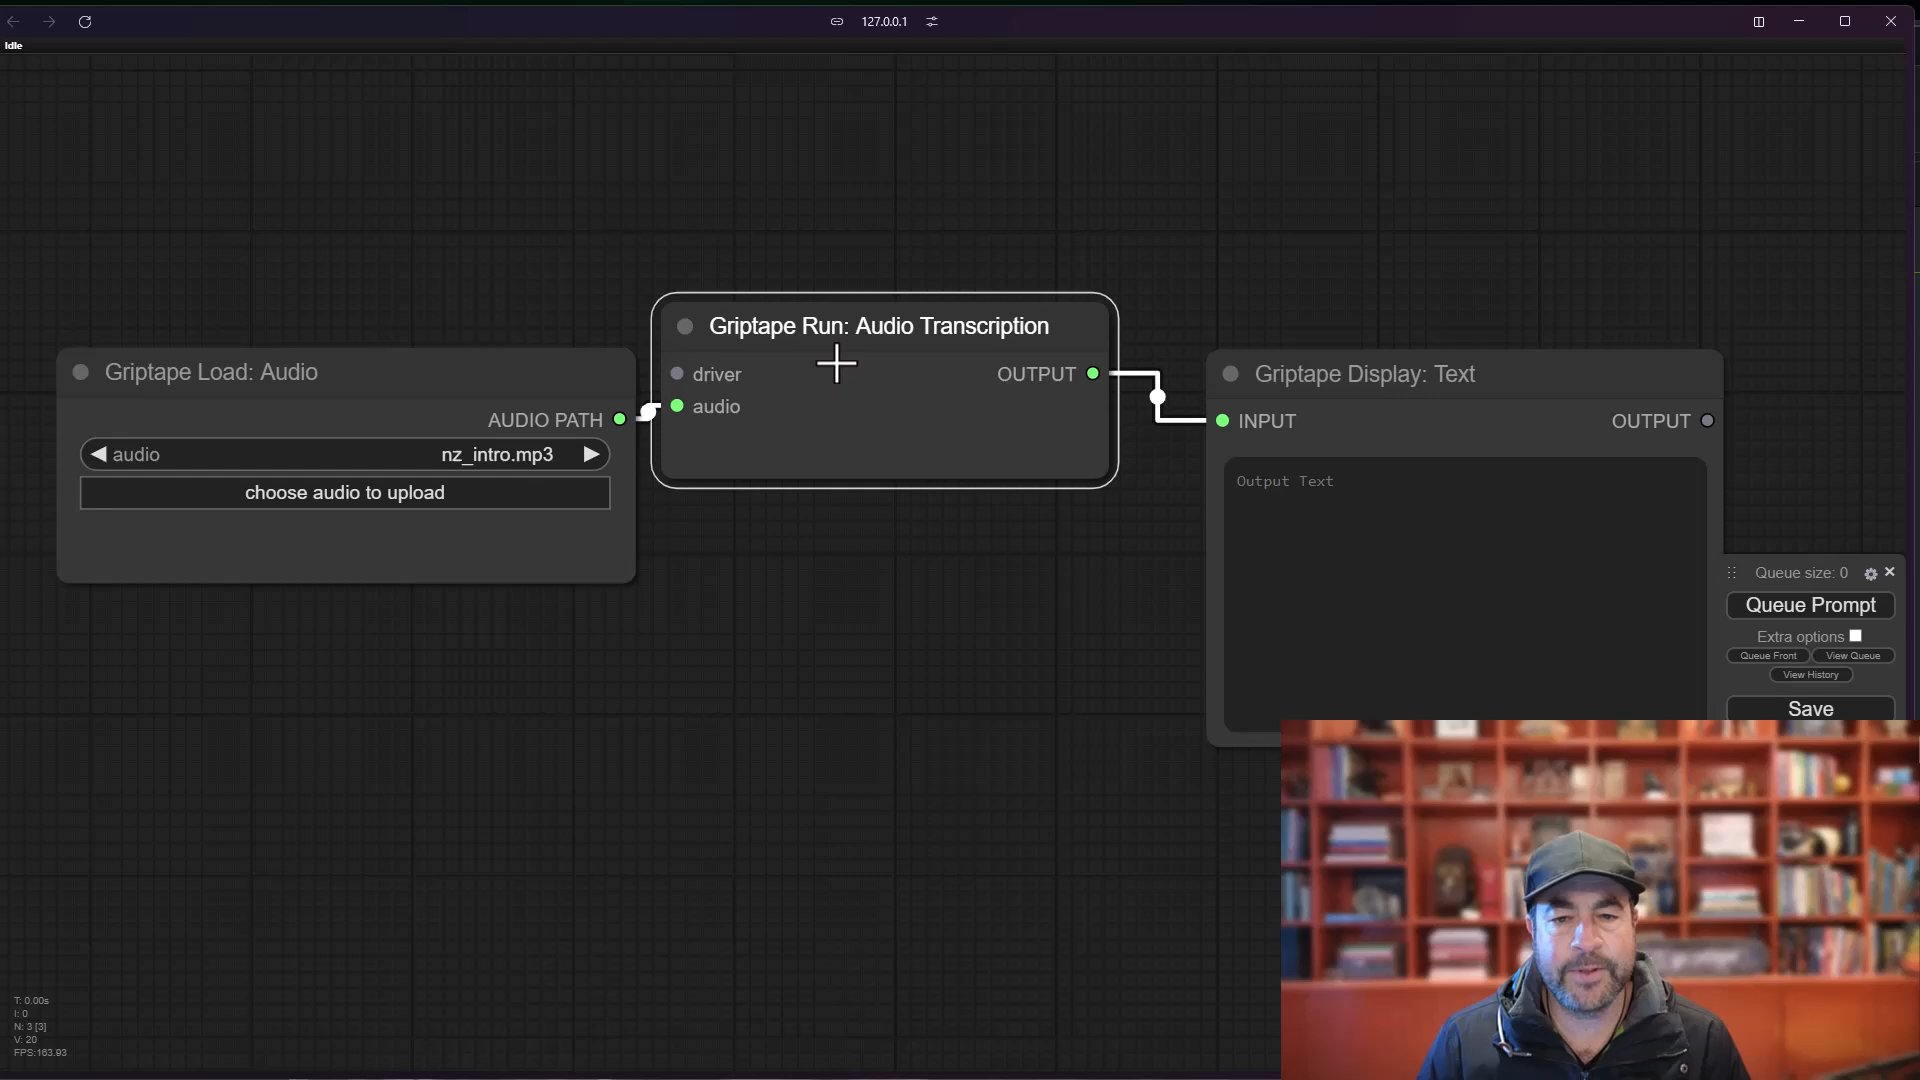 127.0.0.1
Idle
Griptape Run: Audio Transcription
driver
OUTPUT
audio
Griptape Load: Audio
AUDIO PATH
audio
nz_intro.mp3
choose audio to upload
Griptape Display: Text
INPUT
OUTPUT
Output Text
Queue size: 0
Queue Prompt
Extra options
Queue Front
View Queue
View History
Save
T: 0.00s
I: 0
N: 3 [3]
V: 20
FPS:163.93